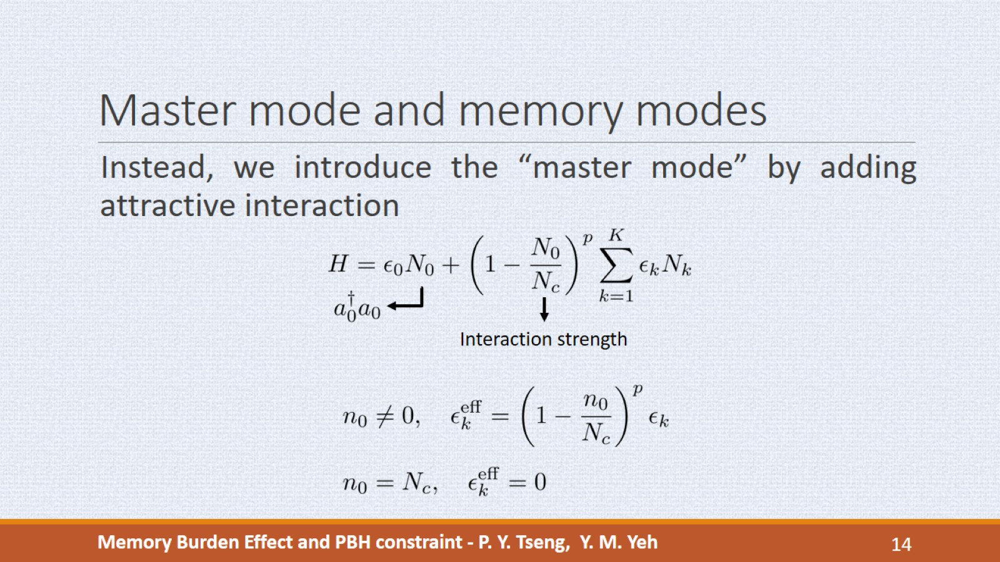 Master mode and memory modes
Instead, we introduce the “master mode” by adding
attractive interaction
$H = \epsilon_0 N_0 + \left(1 - \frac{N_0}{N_c}\right)^p \sum_{k=1}^{K} \epsilon_k N_k$
$a_0^\dagger a_0$
Interaction strength
$n_0 \neq 0, \quad \epsilon_k^{\text{eff}} = \left(1 - \frac{n_0}{N_c}\right)^p \epsilon_k$
$n_0 = N_c, \quad \epsilon_k^{\text{eff}} = 0$
Memory Burden Effect and PBH constraint - P. Y. Tseng, Y. M. Yeh
14